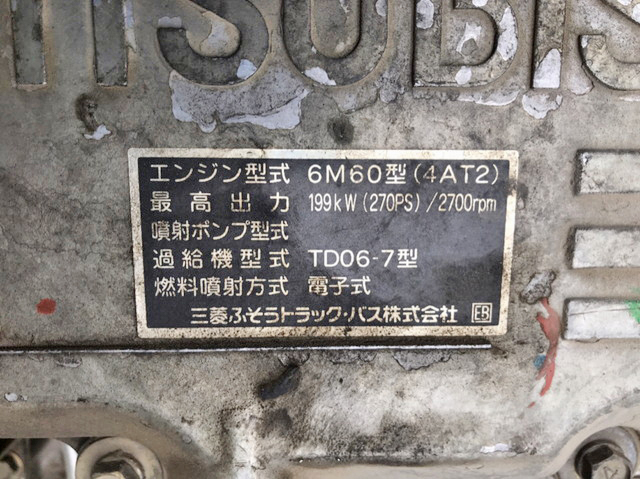 MITSUBIS
エンジン型式 6M60型(4AT2)
最高出力 199kW(270PS)/2700rpm
噴射ポンプ型式
過給機型式 TD06-7型
燃料噴射方式 電子式
三菱ふそうトラック・バス株式会社 EB